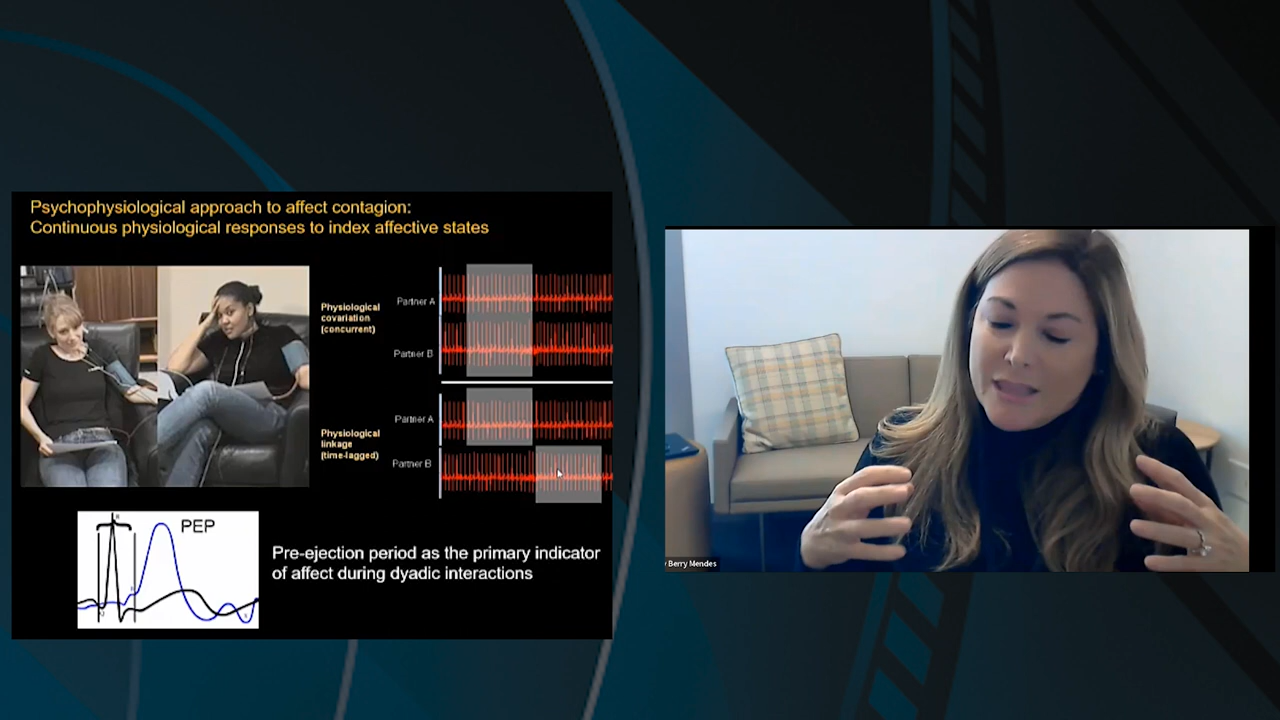 Psychophysiological approach to affect contagion:
Continuous physiological responses to index affective states
Physiological
covariation
(concurrent)
Partner A
Partner B
Physiological
linkage
(time-lagged)
Partner A
Partner B
PEP
Pre-ejection period as the primary indicator
of affect during dyadic interactions
Berry Mendes